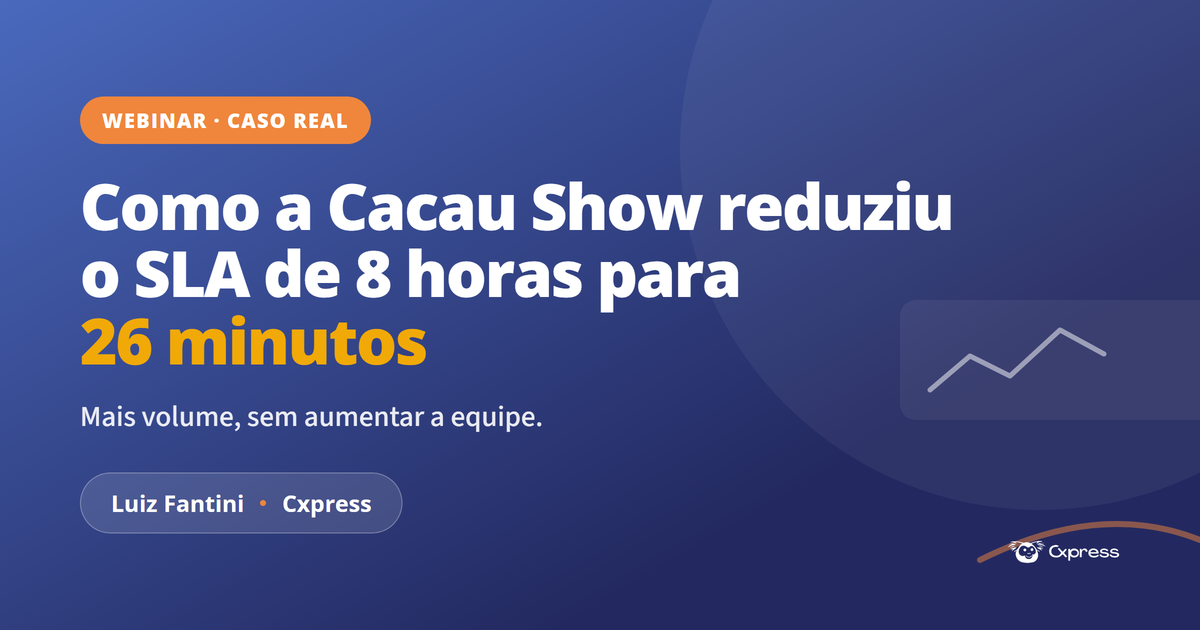 WEBINAR · CASO REAL
Como a Cacau Show reduziu
o SLA de 8 horas para
26 minutos
Mais volume, sem aumentar a equipe.
Luiz Fantini • Cxpress
Cxpress